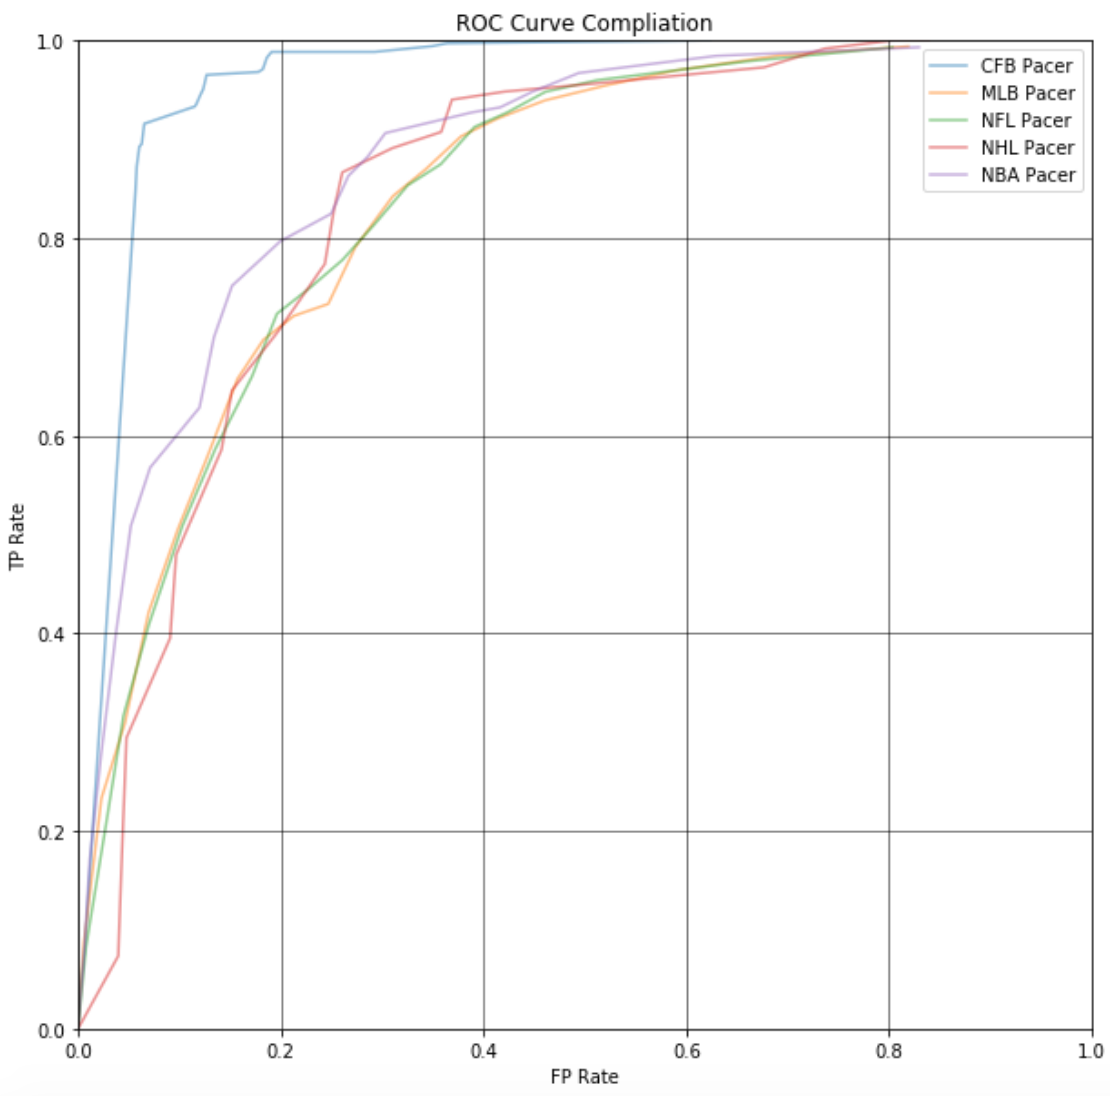 ROC Curve Compliation
1.0
0.8
0.6
0.4
0.2
0.0
TP Rate
CFB Pacer
MLB Pacer
NFL Pacer
NHL Pacer
NBA Pacer
0.0 0.2 0.4 0.6 0.8 1.0
FP Rate